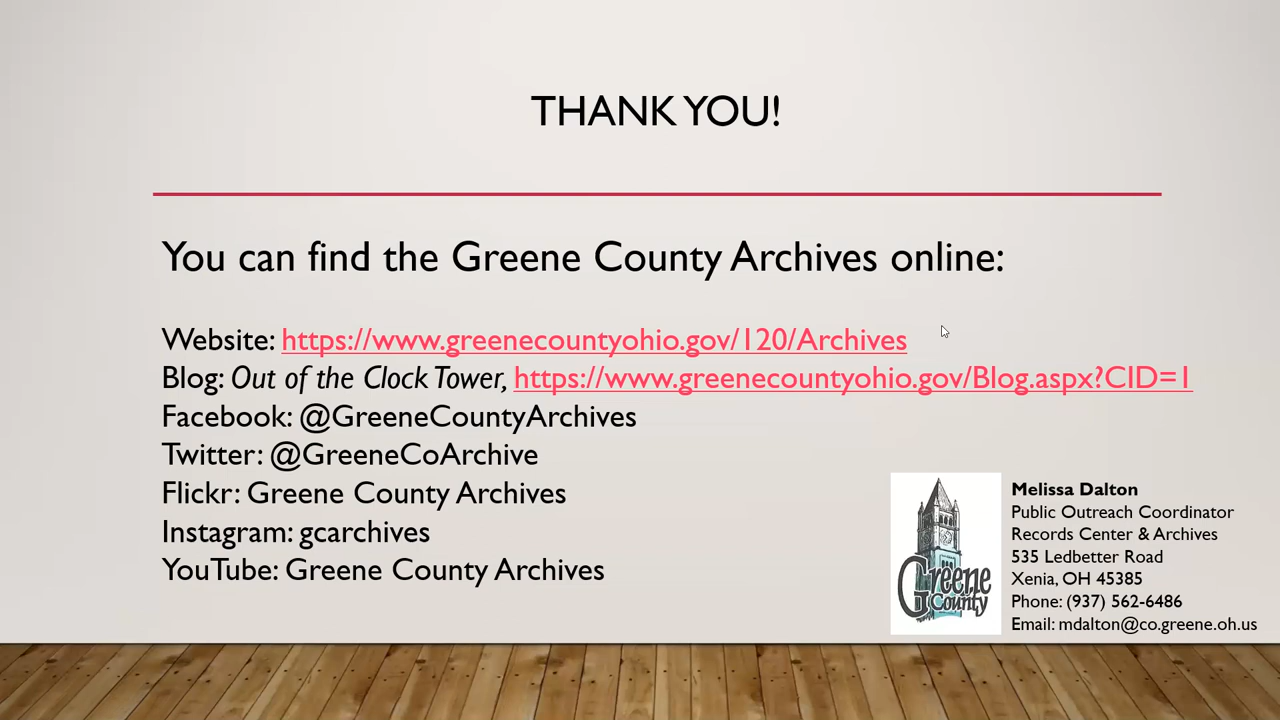 THANK YOU!
You can find the Greene County Archives online:
Website: https://www.greenecountyohio.gov/120/Archives
Blog: Out of the Clock Tower, https://www.greenecountyohio.gov/Blog.aspx?CID=1
Facebook: @GreeneCountyArchives
Twitter: @GreeneCoArchive
Flickr: Greene County Archives
Instagram: gcarchives
YouTube: Greene County Archives
Greene
County
Melissa Dalton
Public Outreach Coordinator
Records Center & Archives
535 Ledbetter Road
Xenia, OH 45385
Phone: (937) 562-6486
Email: mdalton@co.greene.oh.us